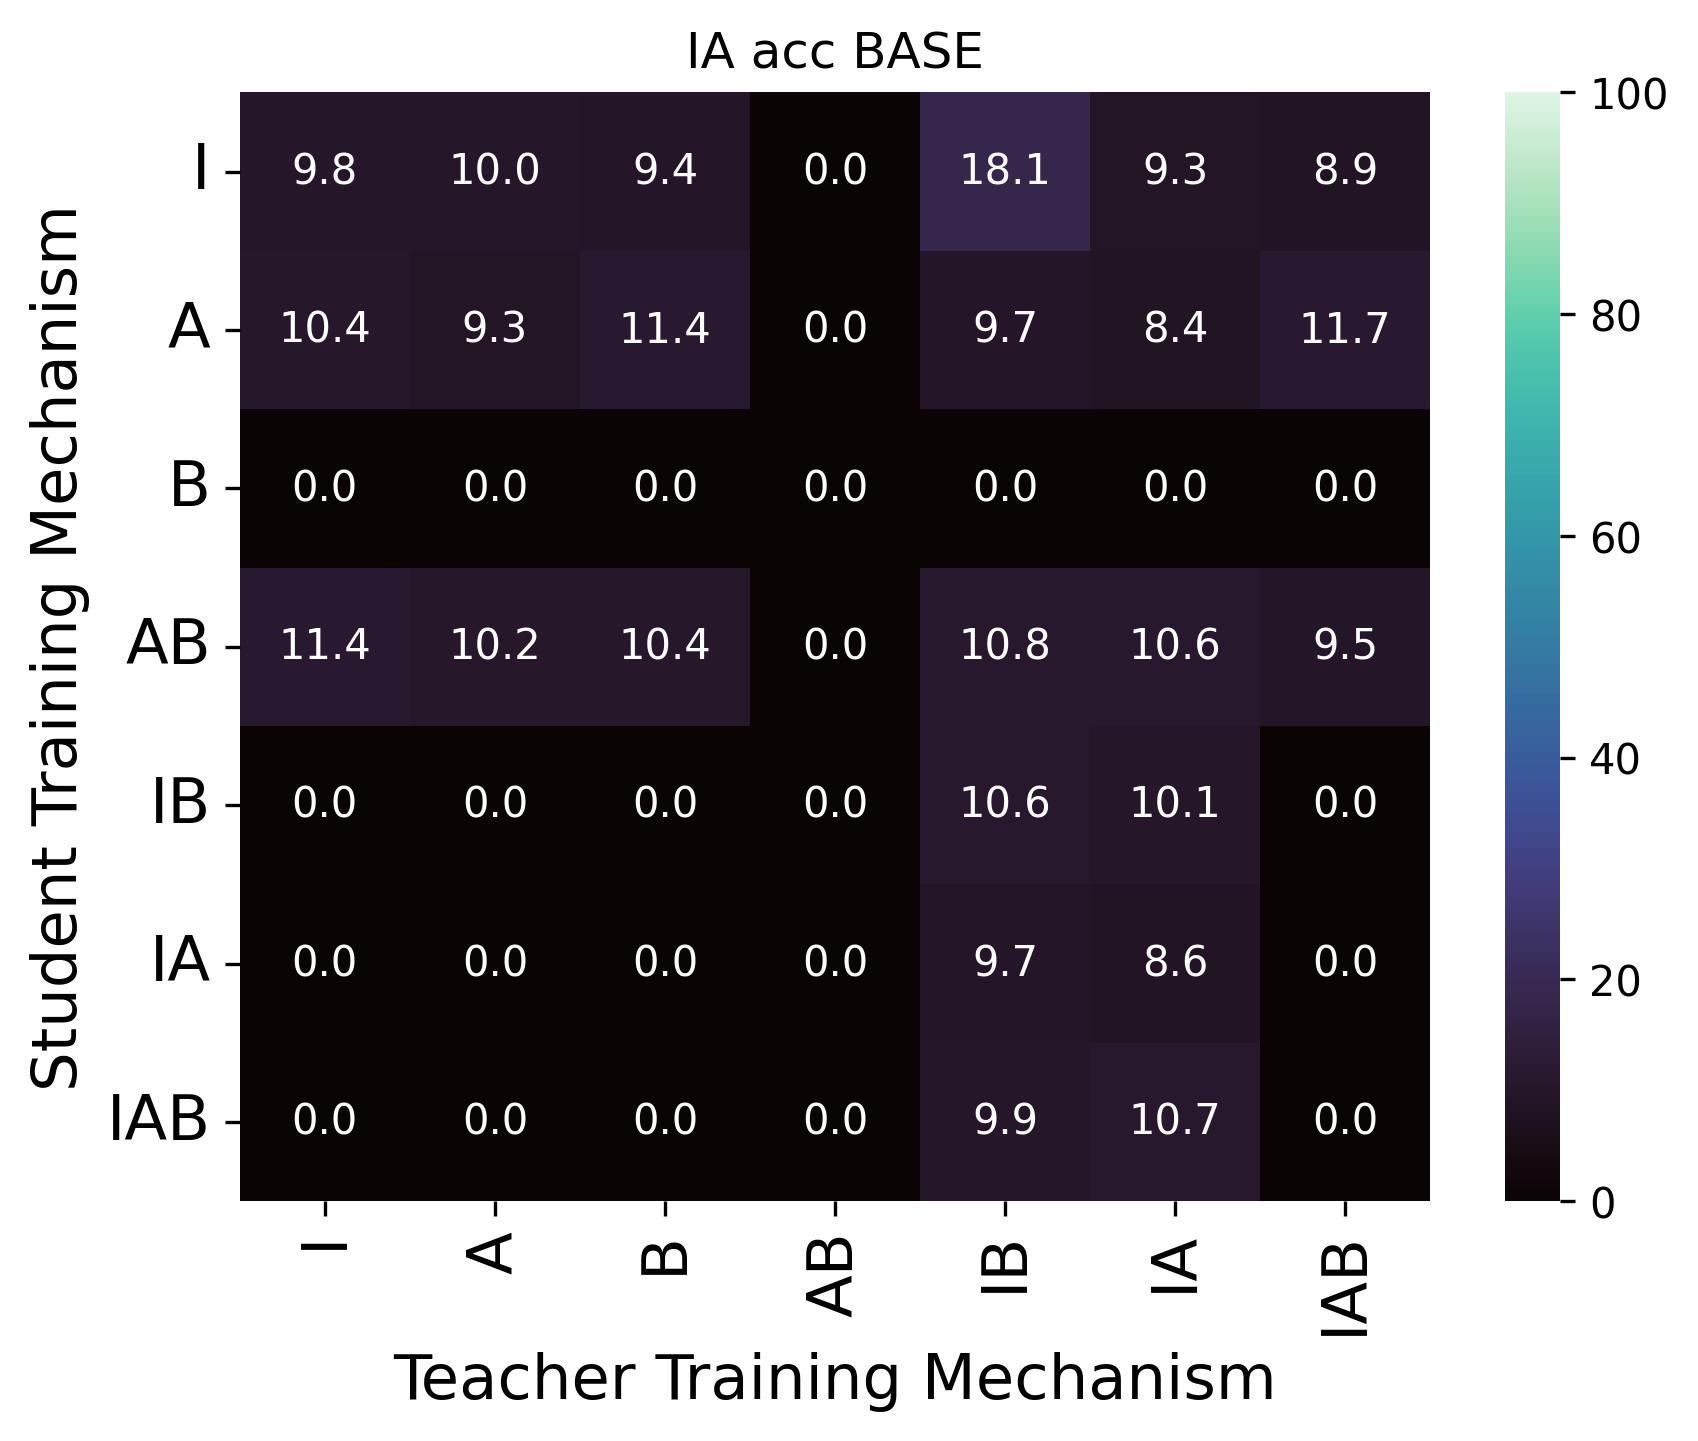 IA acc BASE
I 9.8 10.0 9.4 0.0 18.1 9.3 8.9
A 10.4 9.3 11.4 0.0 9.7 8.4 11.7
B 0.0 0.0 0.0 0.0 0.0 0.0 0.0
AB 11.4 10.2 10.4 0.0 10.8 10.6 9.5
IB 0.0 0.0 0.0 0.0 10.6 10.1 0.0
IA 0.0 0.0 0.0 0.0 9.7 8.6 0.0
IAB 0.0 0.0 0.0 0.0 9.9 10.7 0.0
I A B AB IB IA IAB
Teacher Training Mechanism
Student Training Mechanism
100
80
60
40
20
0